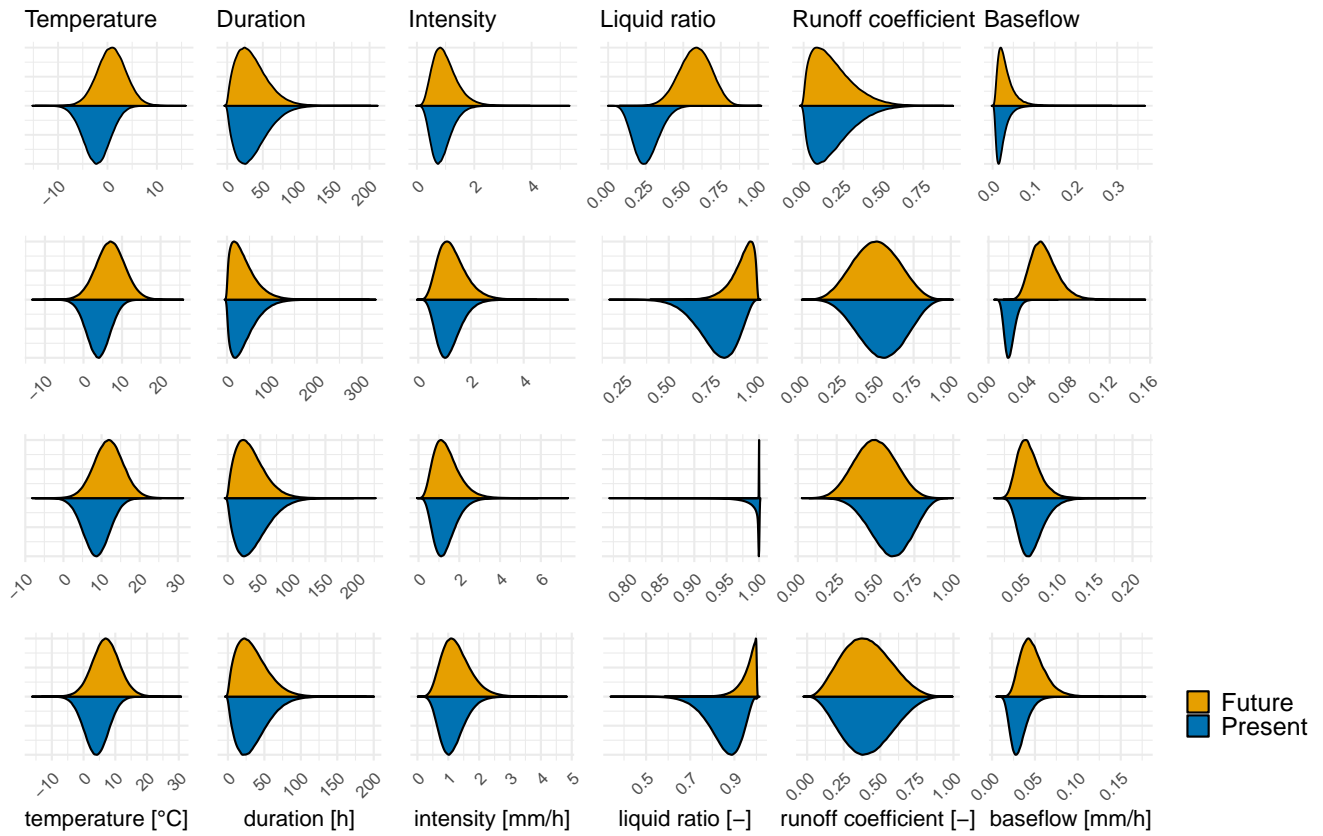 Temperature Duration Intensity Liquid ratio Runoff coefficient Baseflow
−10 0 10 0 50 100 150 200 0 2 4 0.00 0.25 0.50 0.75 1.00 0.00 0.25 0.50 0.75 0.0 0.1 0.2 0.3
−10 0 10 20 0 100 200 300 0 2 4 0.25 0.50 0.75 1.00 0.00 0.25 0.50 0.75 1.00 0.00 0.04 0.08 0.12 0.16
−10 0 10 20 30 0 50 100 150 200 0 2 4 6 0.80 0.85 0.90 0.95 1.00 0.00 0.25 0.50 0.75 1.00 0.05 0.10 0.15 0.20
−10 0 10 20 30 0 50 100 150 200 0 1 2 3 4 5 0.5 0.7 0.9 0.00 0.25 0.50 0.75 1.00 0.00 0.05 0.10 0.15
Future
Present
temperature [°C] duration [h] intensity [mm/h] liquid ratio [−] runoff coefficient [−] baseflow [mm/h]